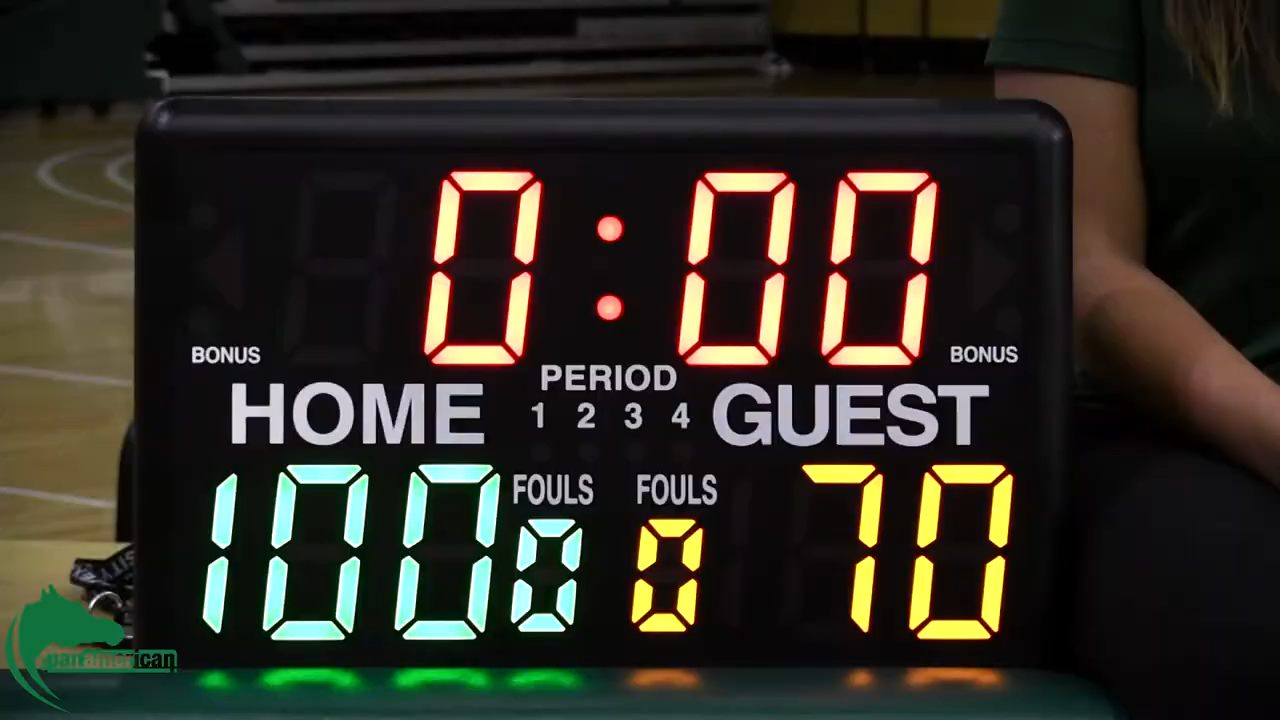 0:00
BONUS BONUS
PERIOD
HOME 1 2 3 4 GUEST
FOULS FOULS
100 0 0 70
panamerican